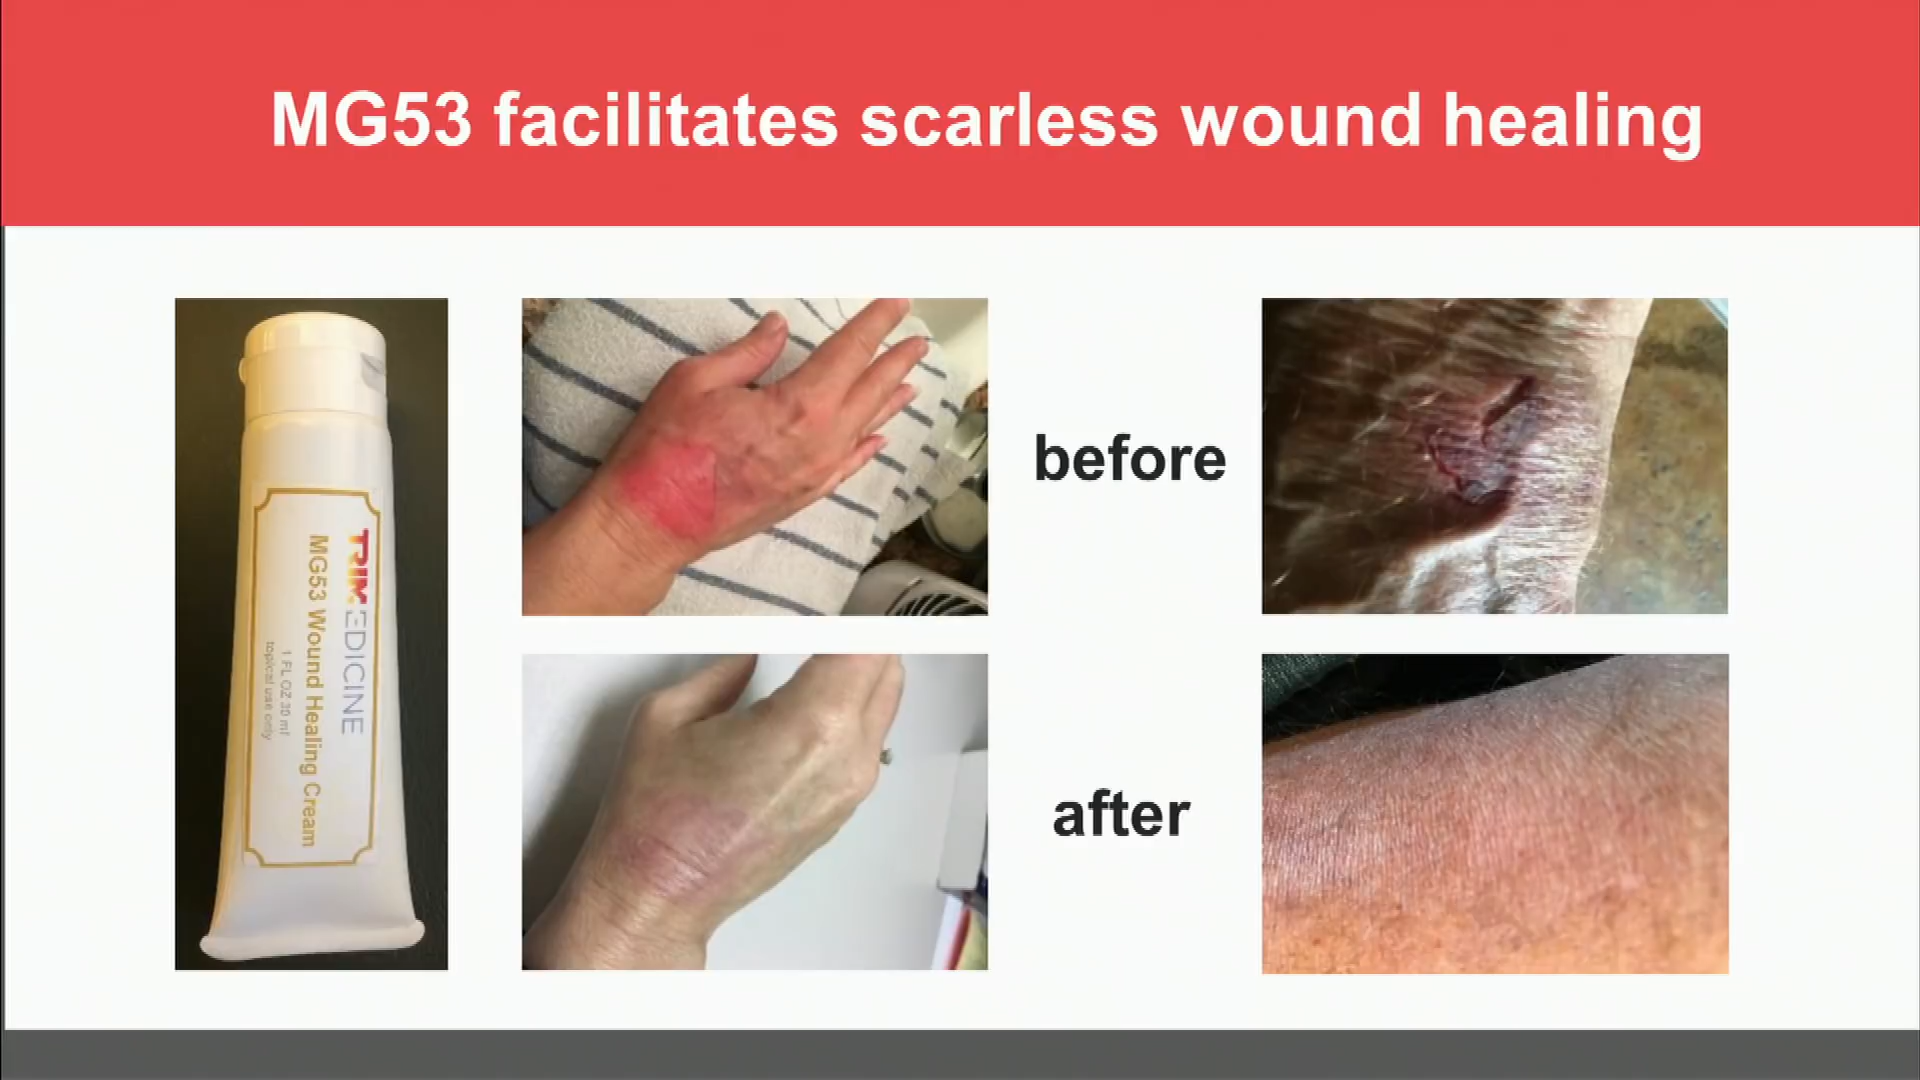 MG53 facilitates scarless wound healing
TRIMEDICINE
MG53 Wound Healing Cream
1 FL OZ 30 ml
topical use only
before
after